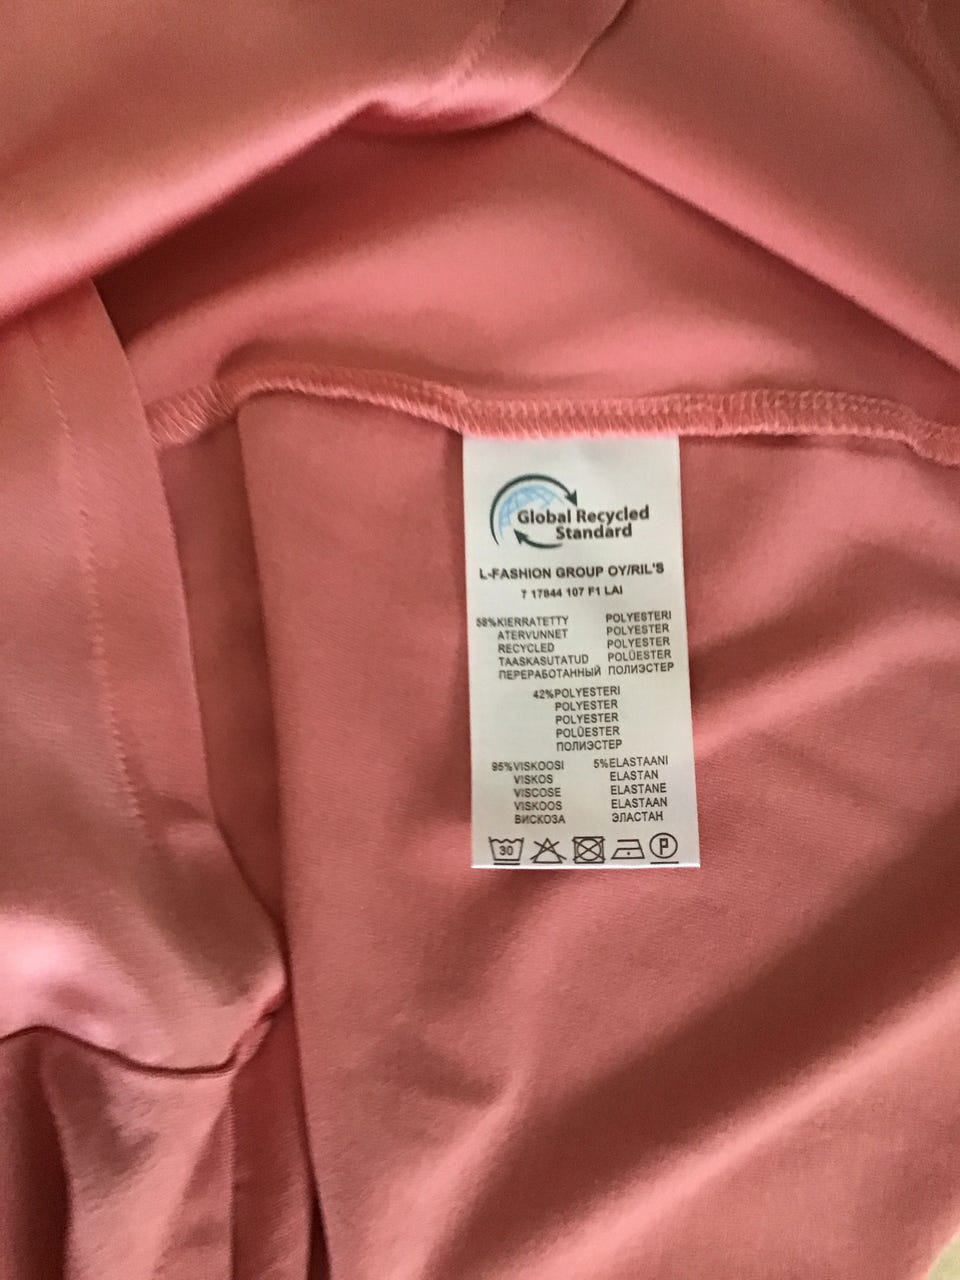 Global Recycled
Standard
L-FASHION GROUP OY/RIL'S
7 17844 107 F1 LAI
58%KIERRATETTY POLYESTERI
ATERVUNNET POLYESTER
RECYCLED POLYESTER
TAASKASUTATUD POLÜESTER
ПЕРЕРАБОТАННЫЙ ПОЛИЭСТЕР
42%POLYESTERI
POLYESTER
POLYESTER
POLÜESTER
ПОЛИЭСТЕР
95%VISKOOSI 5%ELASTAANI
VISKOS ELASTAN
VISCOSE ELASTANE
VISKOOS ELASTAAN
ВИСКОЗА ЭЛАСТАН
30 P